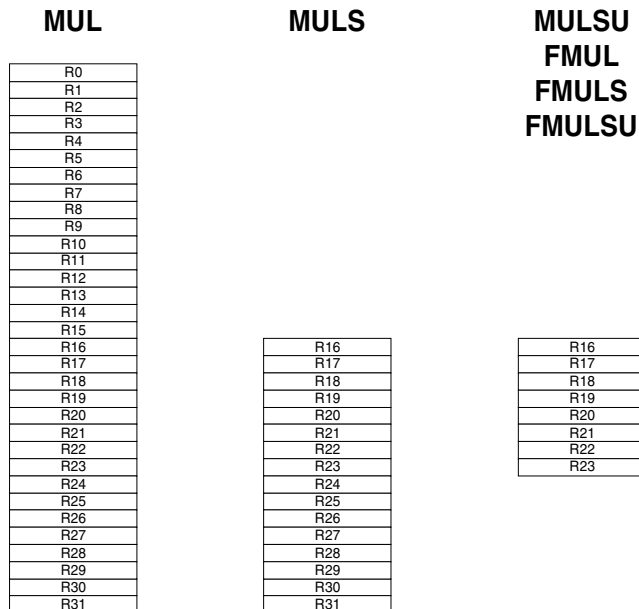 MUL
R0
R1
R2
R3
R4
R5
R6
R7
R8
R9
R10
R11
R12
R13
R14
R15
R16
R17
R18
R19
R20
R21
R22
R23
R24
R25
R26
R27
R28
R29
R30
R31
MULS
R16
R17
R18
R19
R20
R21
R22
R23
R24
R25
R26
R27
R28
R29
R30
R31
MULSU
FMUL
FMULS
FMULSU
R16
R17
R18
R19
R20
R21
R22
R23